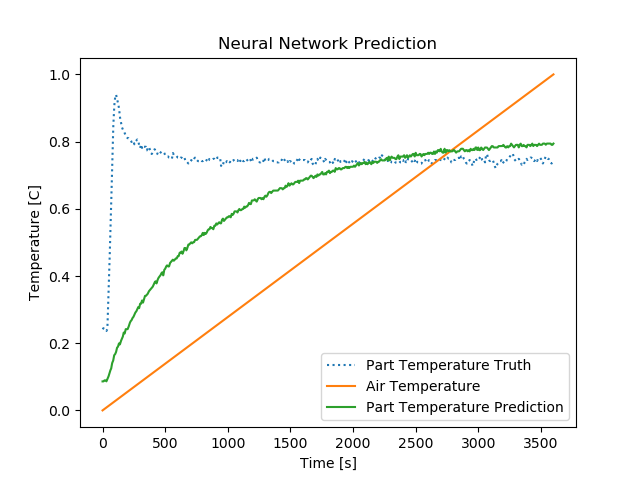 Neural Network Prediction
1.0
0.8
0.6
0.4
0.2
0.0
Temperature [C]
Part Temperature Truth
Air Temperature
Part Temperature Prediction
0 500 1000 1500 2000 2500 3000 3500
Time [s]